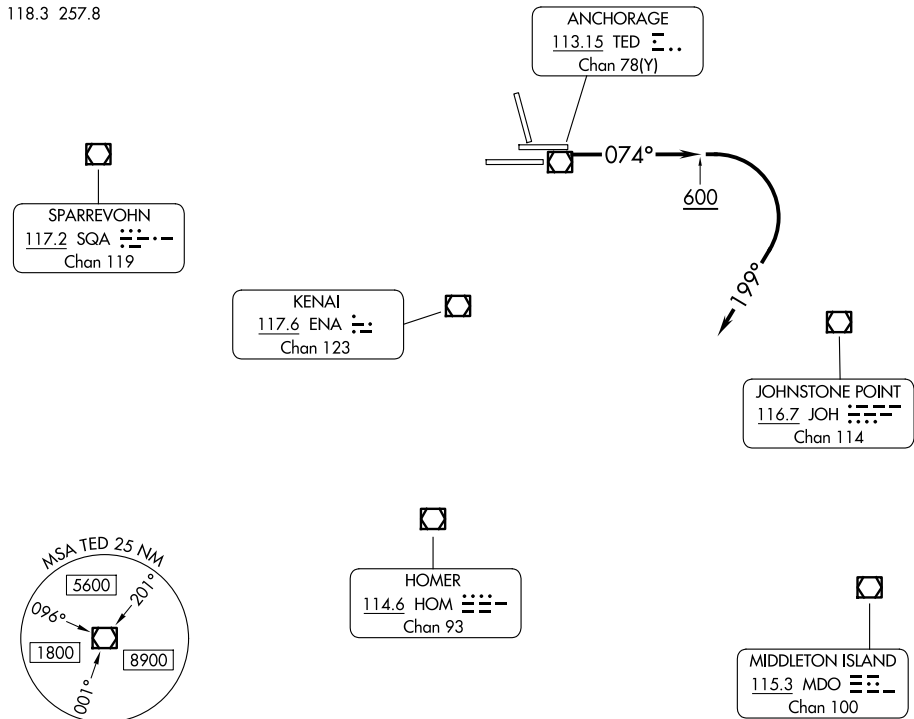 118.3 257.8
ANCHORAGE
113.15 TED
Chan 78(Y)
074°
600
199°
SPARREVOHN
117.2 SQA
Chan 119
KENAI
117.6 ENA
Chan 123
JOHNSTONE POINT
116.7 JOH
Chan 114
HOMER
114.6 HOM
Chan 93
MSA TED 25 NM
5600
201°
096°
1800
8900
001°
MIDDLETON ISLAND
115.3 MDO
Chan 100